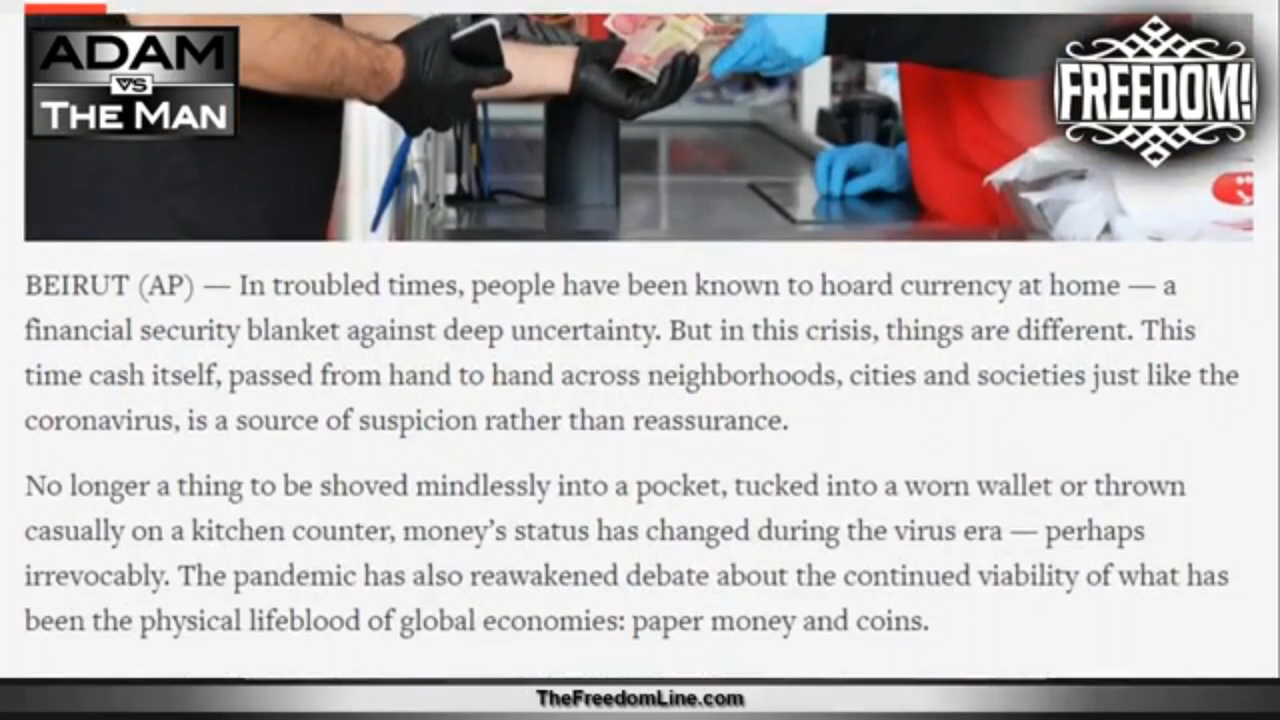 ADAM
VS
THE MAN
FREEDOM!
BEIRUT (AP) — In troubled times, people have been known to hoard currency at home — a
financial security blanket against deep uncertainty. But in this crisis, things are different. This
time cash itself, passed from hand to hand across neighborhoods, cities and societies just like the
coronavirus, is a source of suspicion rather than reassurance.
No longer a thing to be shoved mindlessly into a pocket, tucked into a worn wallet or thrown
casually on a kitchen counter, money’s status has changed during the virus era — perhaps
irrevocably. The pandemic has also reawakened debate about the continued viability of what has
been the physical lifeblood of global economies: paper money and coins.
TheFreedomLine.com